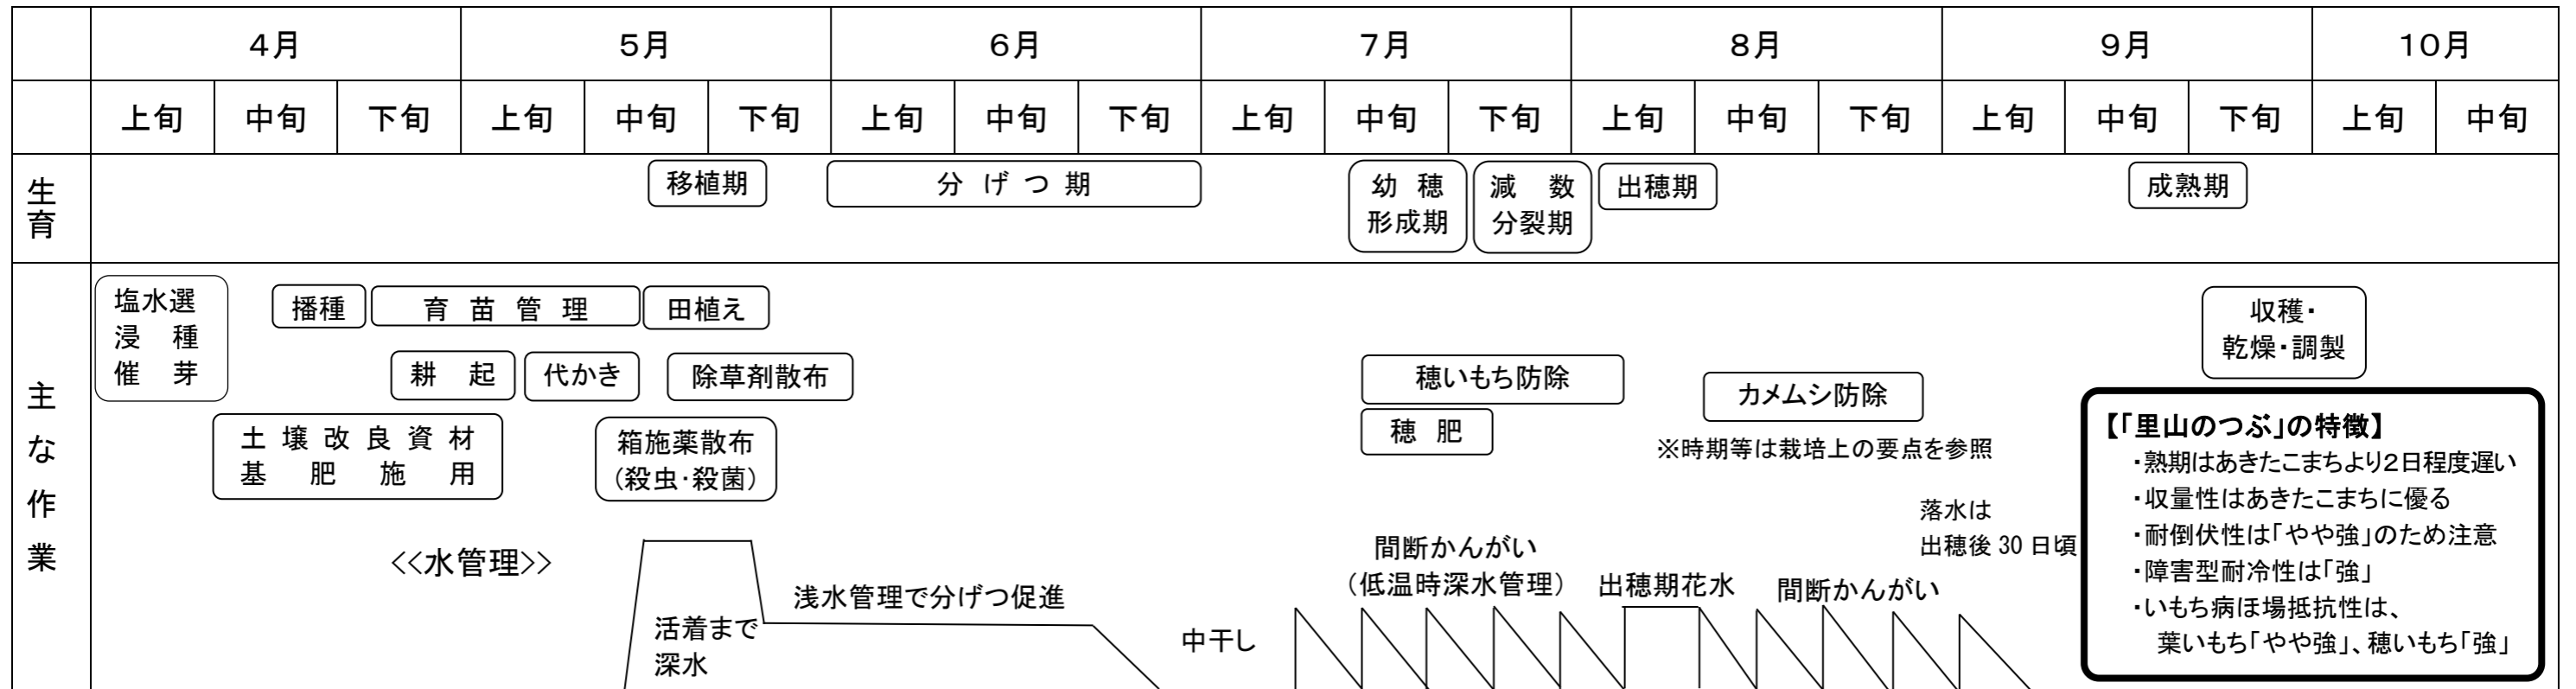 4月 5月 6月 7月 8月 9月 10月
上旬 中旬 下旬 上旬 中旬 下旬 上旬 中旬 下旬 上旬 中旬 下旬 上旬 中旬 下旬 上旬 中旬 下旬 上旬 中旬
生育
移植期
分げつ期
幼穂
形成期
減数
分裂期
出穂期
成熟期
主な作業
塩水選
浸種
催芽
播種
育苗管理
田植え
耕起
代かき
除草剤散布
土壌改良資材
基肥施用
箱施薬散布
(殺虫・殺菌)
穂いもち防除
穂肥
カメムシ防除
※時期等は栽培上の要点を参照
収穫・
乾燥・調製
<<水管理>>
活着まで
深水
浅水管理で分げつ促進
中干し
間断かんがい
(低温時深水管理)
出穂期花水
間断かんがい
落水は
出穂後30日頃
【「里山のつぶ」の特徴】
・熟期はあきたこまちより2日程度遅い
・収量性はあきたこまちに優る
・耐倒伏性は「やや強」のため注意
・障害型耐冷性は「強」
・いもち病ほ場抵抗性は、
葉いもち「やや強」、穂いもち「強」